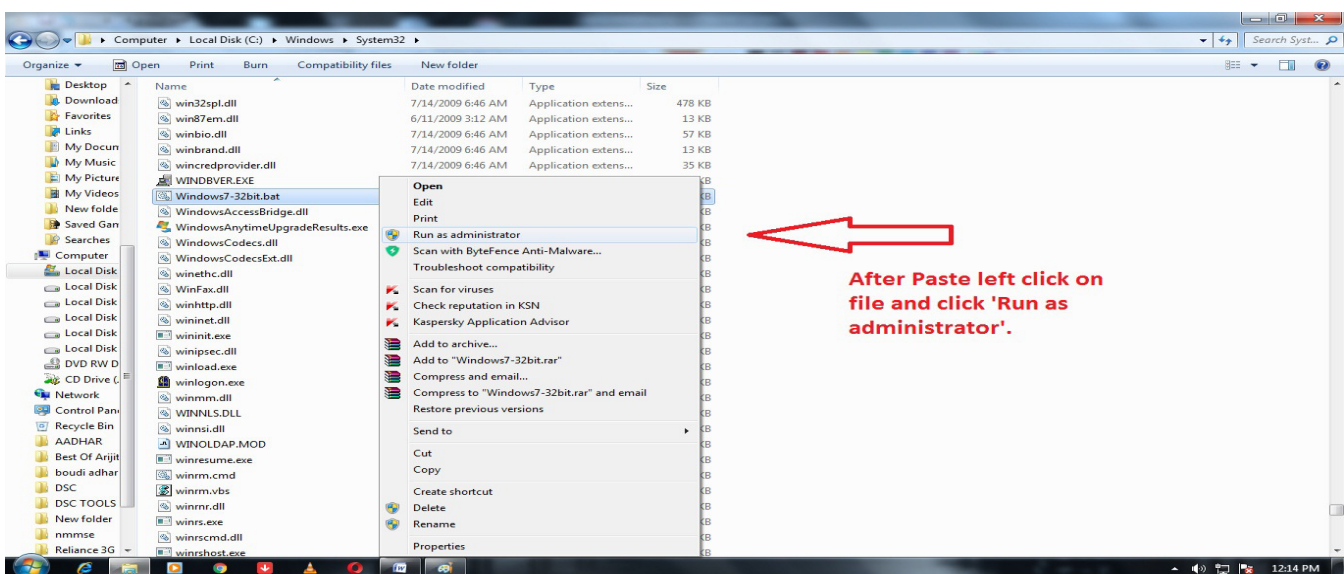 Computer ▸ Local Disk (C:) ▸ Windows ▸ System32 ▸
Search Syst...
Organize Open Print Burn Compatibility files New folder
Name Date modified Type Size
Desktop
Download
Favorites
Links
My Docum
My Music
My Picture
My Videos
New folde
Saved Gam
Searches
Computer
Local Disk
Local Disk
Local Disk
Local Disk
Local Disk
Local Disk
DVD RW D
CD Drive (
Network
Control Pan
Recycle Bin
AADHAR
Best Of Arijit
boudi adhar
DSC
DSC TOOLS
New folder
nmmse
Reliance 3G
win32spl.dll 7/14/2009 6:46 AM Application extens... 478 KB
win87em.dll 6/11/2009 3:12 AM Application extens... 13 KB
winbio.dll 7/14/2009 6:46 AM Application extens... 57 KB
winbrand.dll 7/14/2009 6:46 AM Application extens... 13 KB
wincredprovider.dll 7/14/2009 6:46 AM Application extens... 35 KB
WINDBVER.EXE
Windows7-32bit.bat
WindowsAccessBridge.dll
WindowsAnytimeUpgradeResults.exe
WindowsCodecs.dll
WindowsCodecsExt.dll
winethc.dll
WinFax.dll
winhttp.dll
wininet.dll
wininit.exe
winipsec.dll
winload.exe
winlogon.exe
winmm.dll
WINNLS.DLL
winnsi.dll
WINOLDAP.MOD
winresume.exe
winrm.cmd
winrm.vbs
winrnr.dll
winrs.exe
winrscmd.dll
winrshost.exe
Open
Edit
Print
Run as administrator
Scan with ByteFence Anti-Malware...
Troubleshoot compatibility
Scan for viruses
Check reputation in KSN
Kaspersky Application Advisor
Add to archive...
Add to "Windows7-32bit.rar"
Compress and email...
Compress to "Windows7-32bit.rar" and email
Restore previous versions
Send to
Cut
Copy
Create shortcut
Delete
Rename
Properties
After Paste left click on
file and click 'Run as
administrator'.
12:14 PM